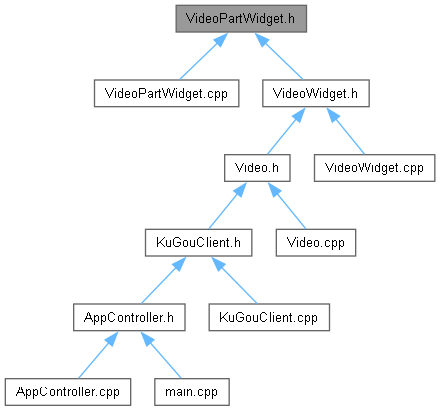 VideoPartWidget.h
VideoPartWidget.cpp
VideoWidget.h
Video.h
VideoWidget.cpp
KuGouClient.h
Video.cpp
AppController.h
KuGouClient.cpp
AppController.cpp
main.cpp